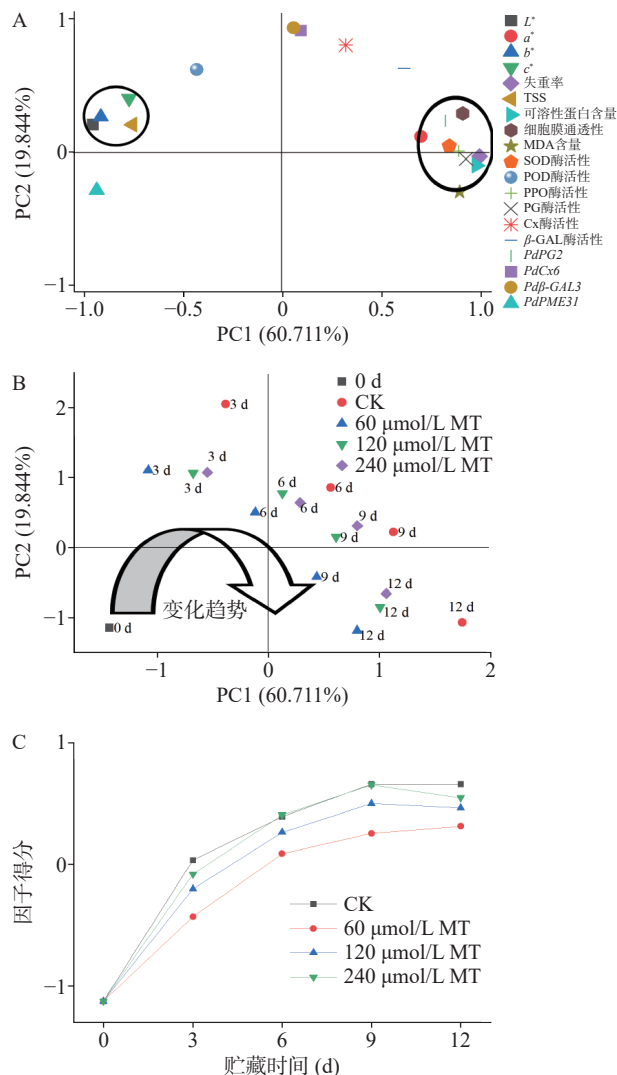 A
PC2 (19.844%)
1
0
−1
−1.0
−0.5
0
0.5
1.0
PC1 (60.711%)
L*
a*
b*
c*
失重率
TSS
可溶性蛋白含量
细胞膜通透性
MDA含量
SOD酶活性
POD酶活性
PPO酶活性
PG酶活性
Cx酶活性
β-GAL酶活性
PdPG2
PdCx6
Pdβ-GAL3
PdPME31
B
PC2 (19.844%)
2
1
0
−1
0 d
CK
60 μmol/L MT
120 μmol/L MT
240 μmol/L MT
3 d
3 d
3 d
3 d
6 d
6 d
6 d
6 d
9 d
9 d
9 d
9 d
12 d
12 d
12 d
12 d
0 d
变化趋势
−1
0
1
2
PC1 (60.711%)
C
因子得分
1
0
−1
CK
60 μmol/L MT
120 μmol/L MT
240 μmol/L MT
0
3
6
9
12
贮藏时间 (d)